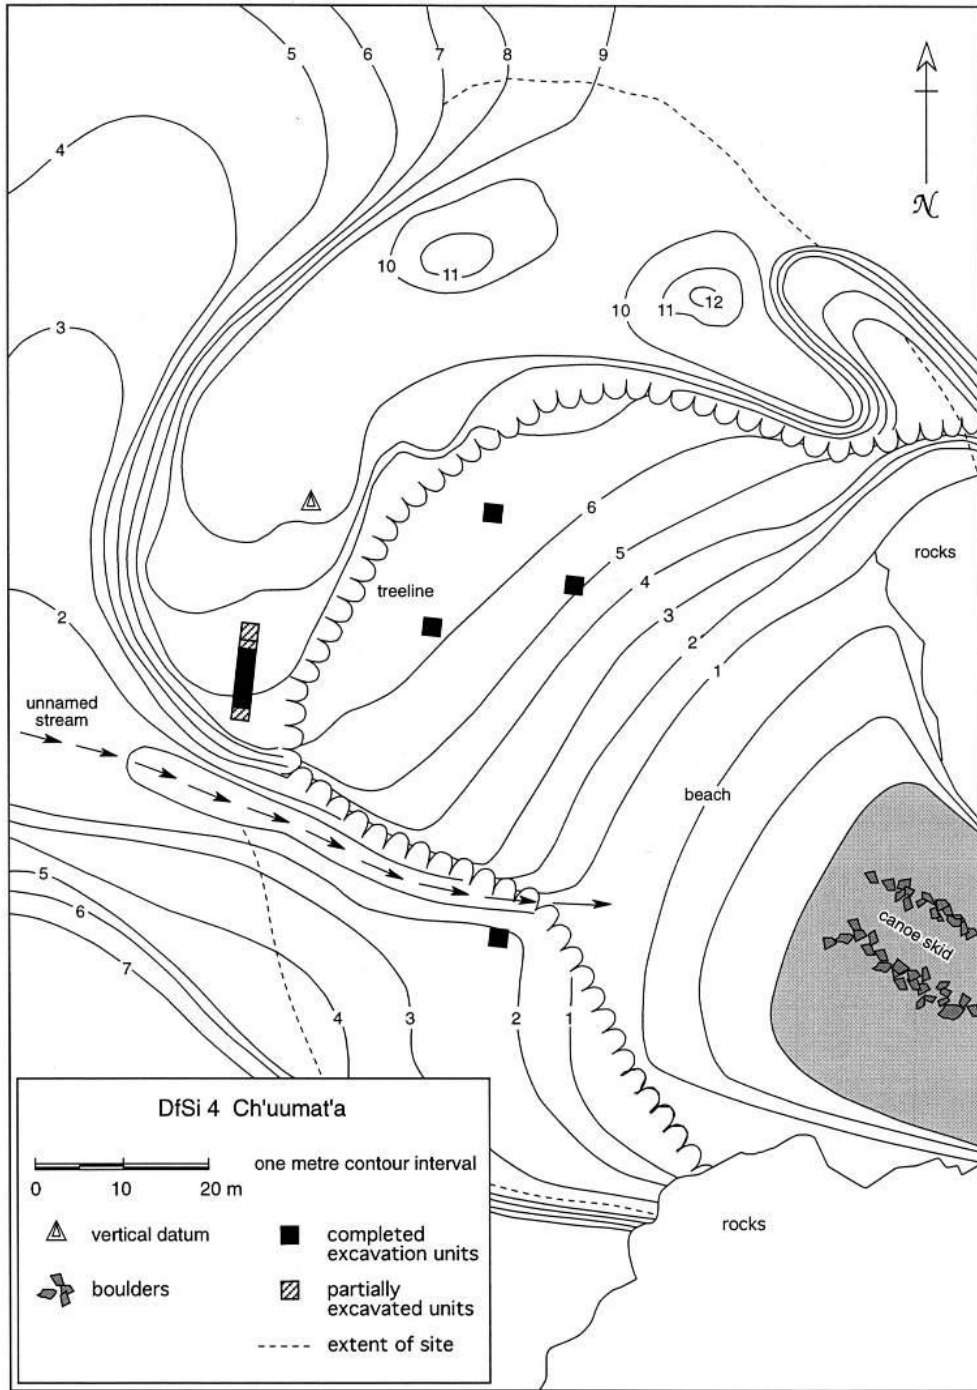 5
6
7
8
9
4
10
11
10
11
12
N
3
6
rocks
5
treeline
4
2
3
2
1
unnamed
stream
beach
5
6
canoe skid
7
4
3
2
1
DfSi 4 Ch'uumat'a
one metre contour interval
0 10 20 m
vertical datum
completed
excavation units
boulders
partially
excavated units
extent of site
rocks